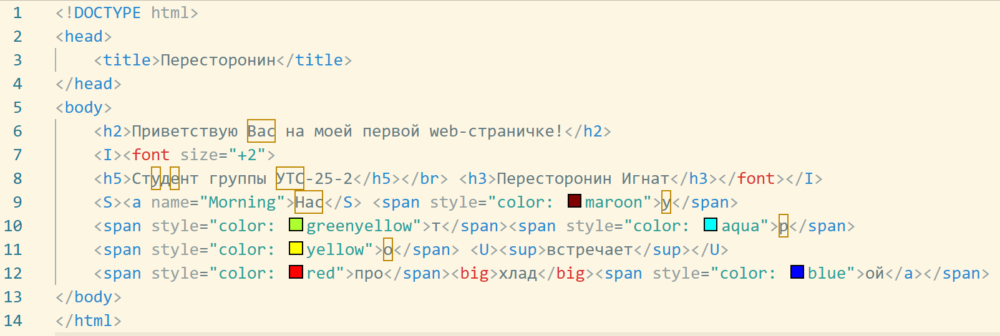 1 <!DOCTYPE html>
2 <head>
3 <title>Пересторонин</title>
4 </head>
5 <body>
6 <h2>Приветствую Вас на моей первой web-страничке!</h2>
7 <I><font size="+2">
8 <h5>Студент группы УТС-25-2</h5></br> <h3>Пересторонин Игнат</h3></font></I>
9 <S><a name="Morning">Нас</S> <span style="color: maroon">у</span>
10 <span style="color: greenyellow">т</span><span style="color: aqua">р</span>
11 <span style="color: yellow">о</span> <U><sup>встречает</sup></U>
12 <span style="color: red">про</span><big>хлад</big><span style="color: blue">ой</a></span>
13 </body>
14 </html>